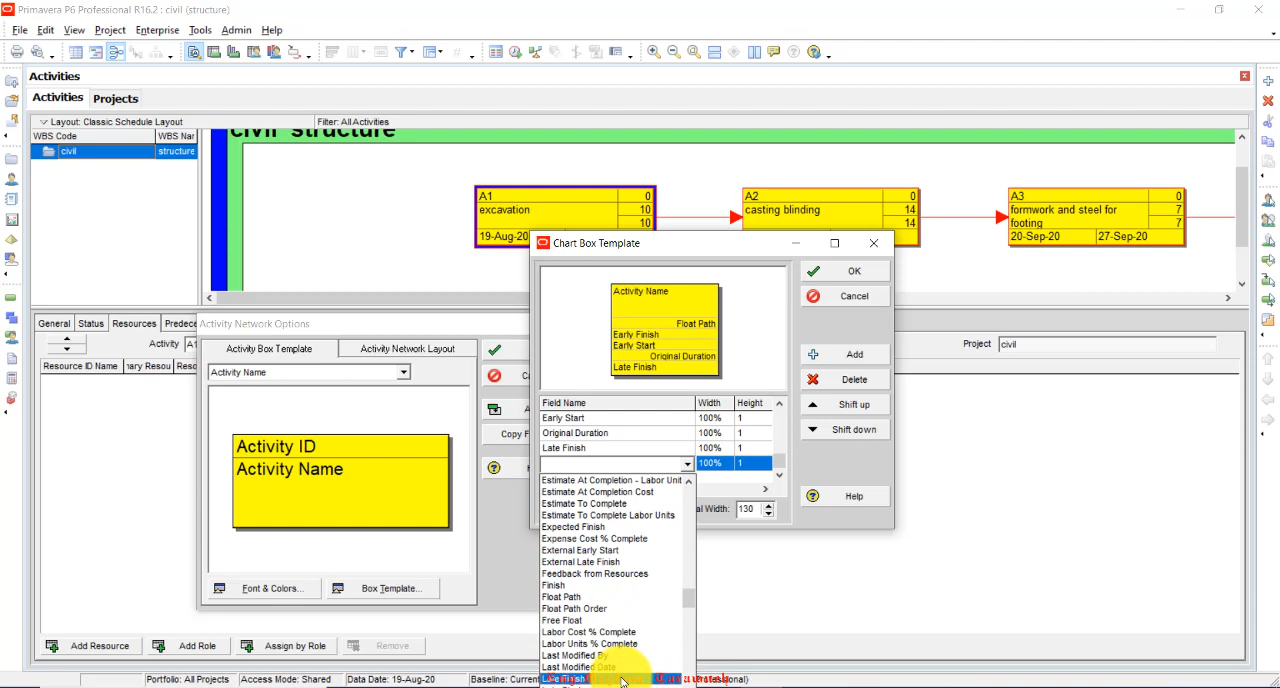 Primavera P6 Professional R16.2 : civil (structure)
File Edit View Project Enterprise Tools Admin Help
Activities
Activities Projects
Layout: Classic Schedule Layout Filter: All Activities
WBS Code WBS Nar
civil structure
civil structure
A1 0
excavation 10
10
19-Aug-20
A2 0
casting blinding 14
14
A3 0
formwork and steel for footing 7
7
20-Sep-20 27-Sep-20
General Status Resources Predece
Activity A1
Project civil
Resource ID Name nary Resou Reso
Activity Network Options
Activity Box Template Activity Network Layout
Activity Name
Activity ID
Activity Name
Font & Colors... Box Template...
Copy F
Chart Box Template
Activity Name
Float Path
Early Finish
Early Start
Original Duration
Late Finish
OK
Cancel
Add
Delete
Shift up
Shift down
Help
Field Name Width Height
Early Start 100% 1
Original Duration 100% 1
Late Finish 100% 1
100% 1
al Width: 130
Estimate At Completion - Labor Unit
Estimate At Completion Cost
Estimate To Complete
Estimate To Complete Labor Units
Expected Finish
Expense Cost % Complete
External Early Start
External Late Finish
Feedback from Resources
Finish
Float Path
Float Path Order
Free Float
Labor Cost % Complete
Labor Units % Complete
Last Modified By
Last Modified Date
Late Finish
Add Resource Add Role Assign by Role Remove
Portfolio: All Projects Access Mode: Shared Data Date: 19-Aug-20 Baseline: Current